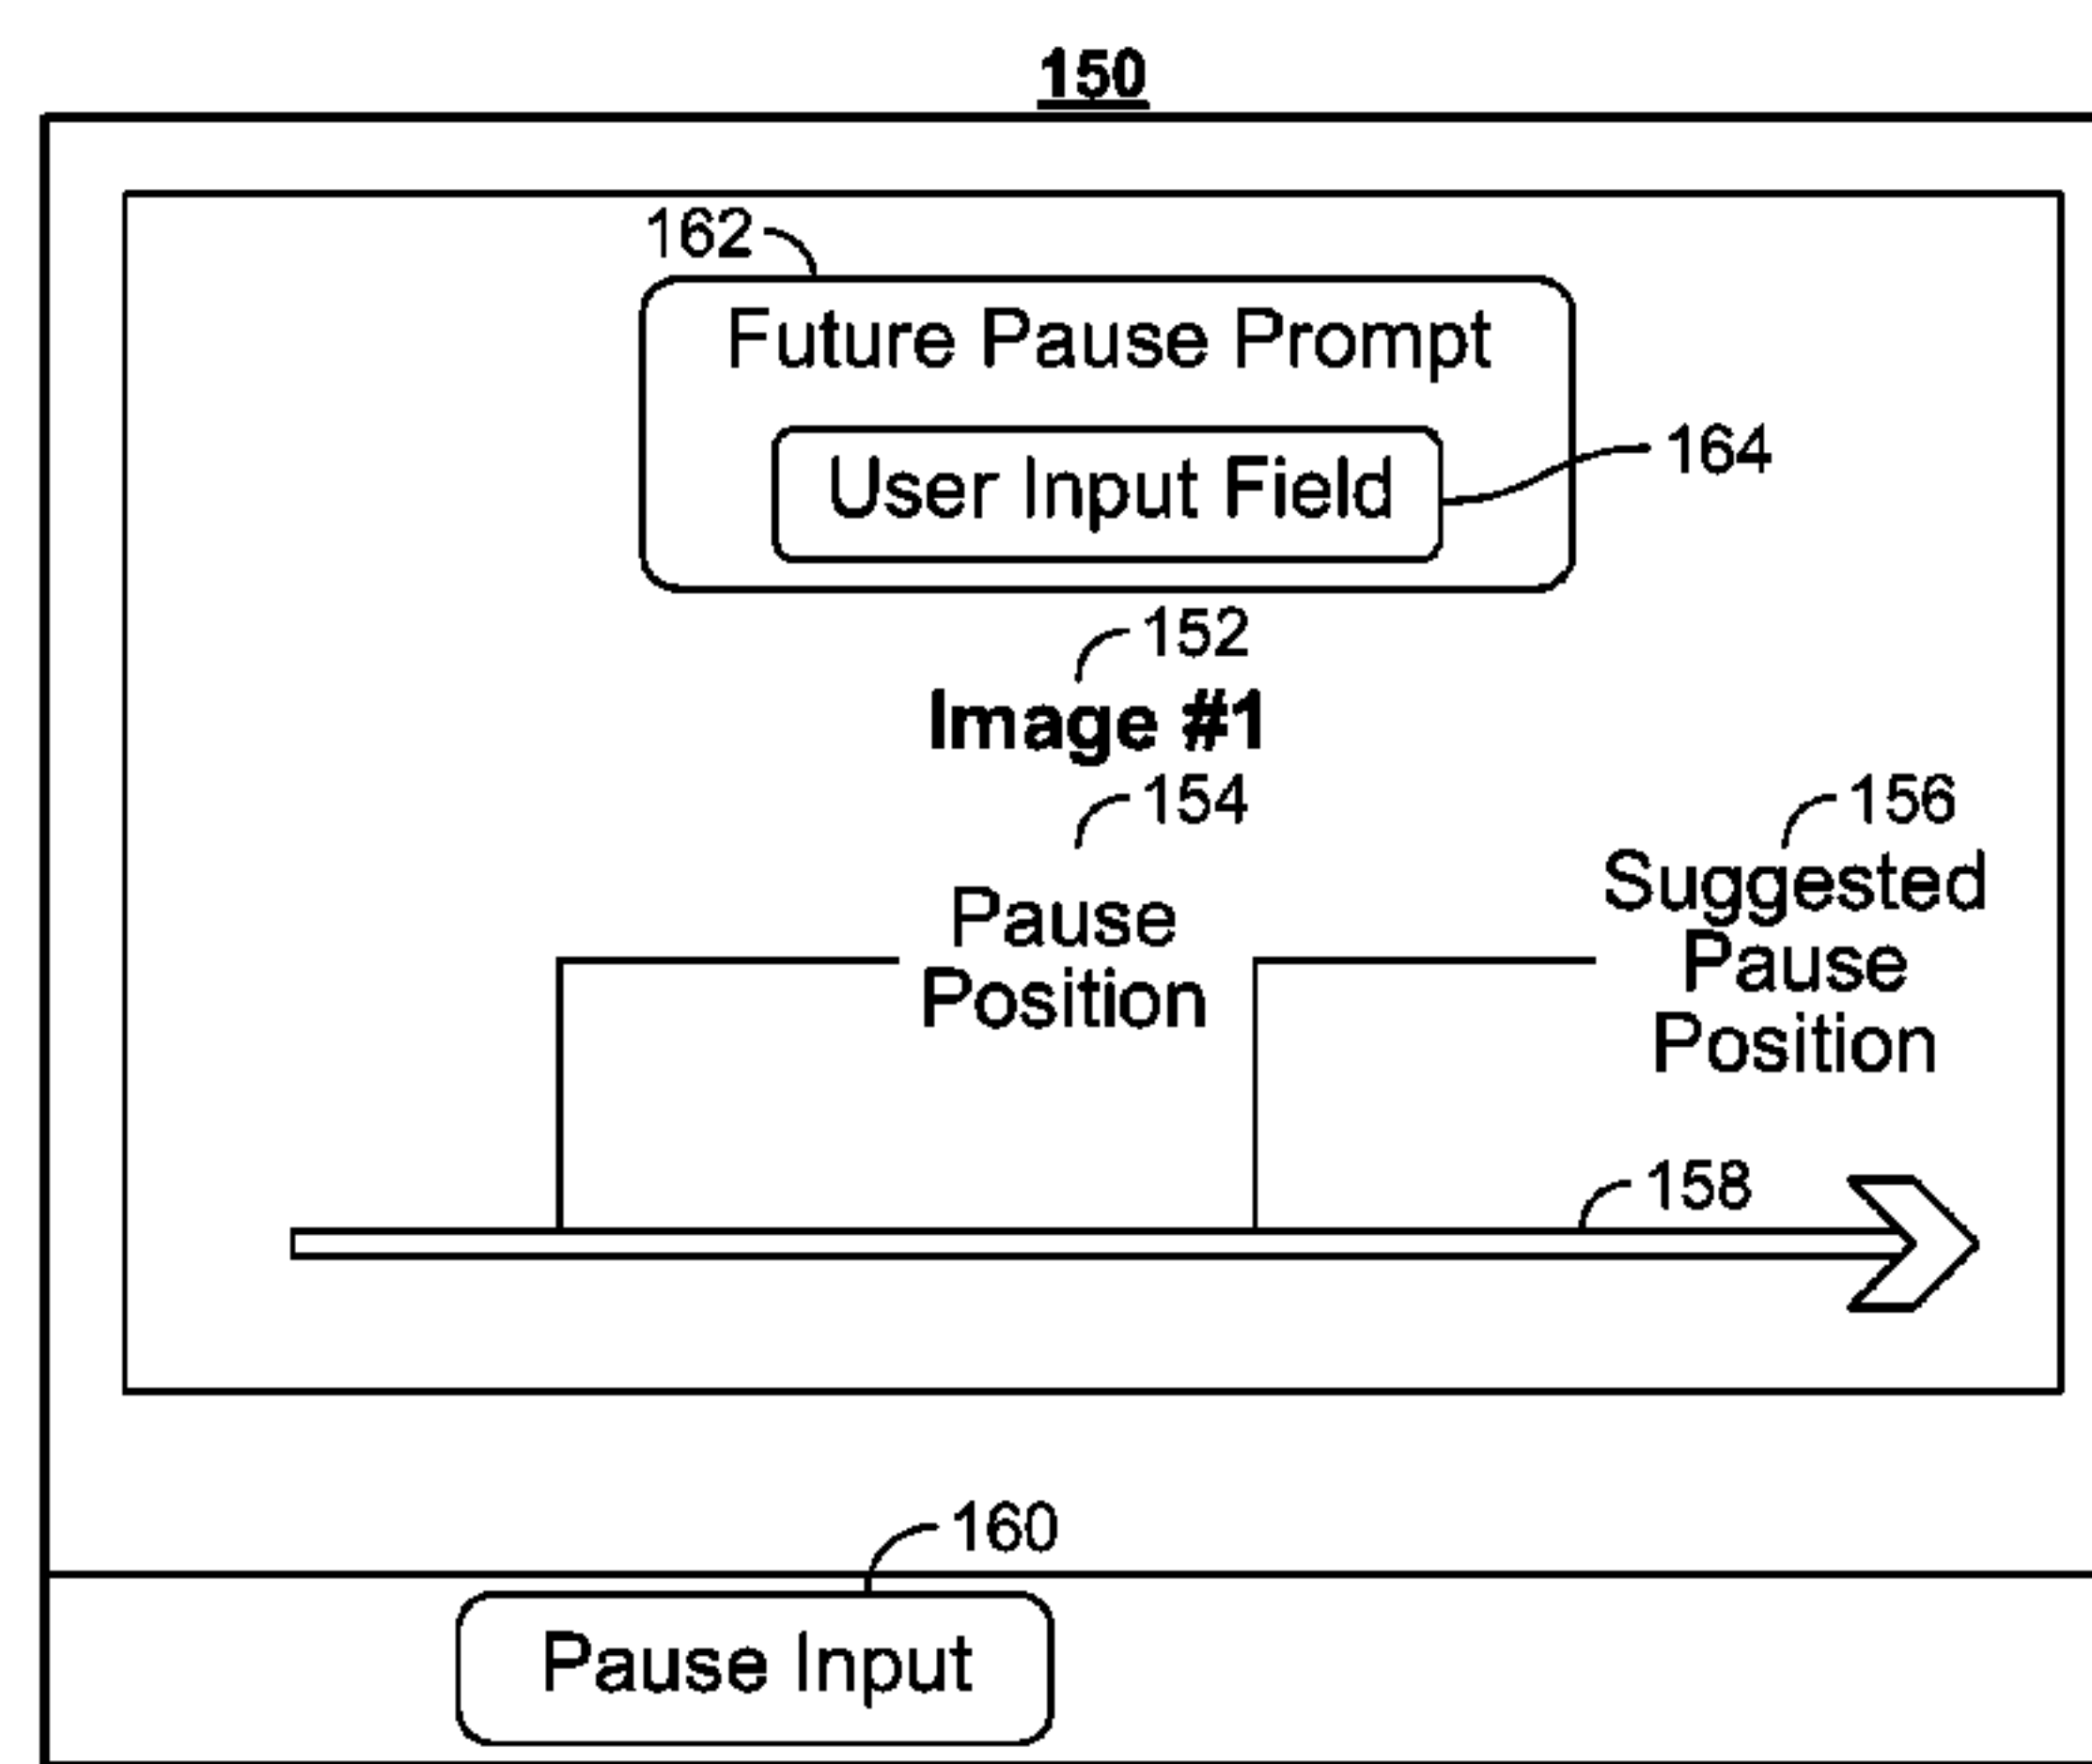 150
162
Future Pause Prompt
User Input Field
164
152
Image #1
154
156
Pause
Position
Suggested
Pause
Position
158
160
Pause Input